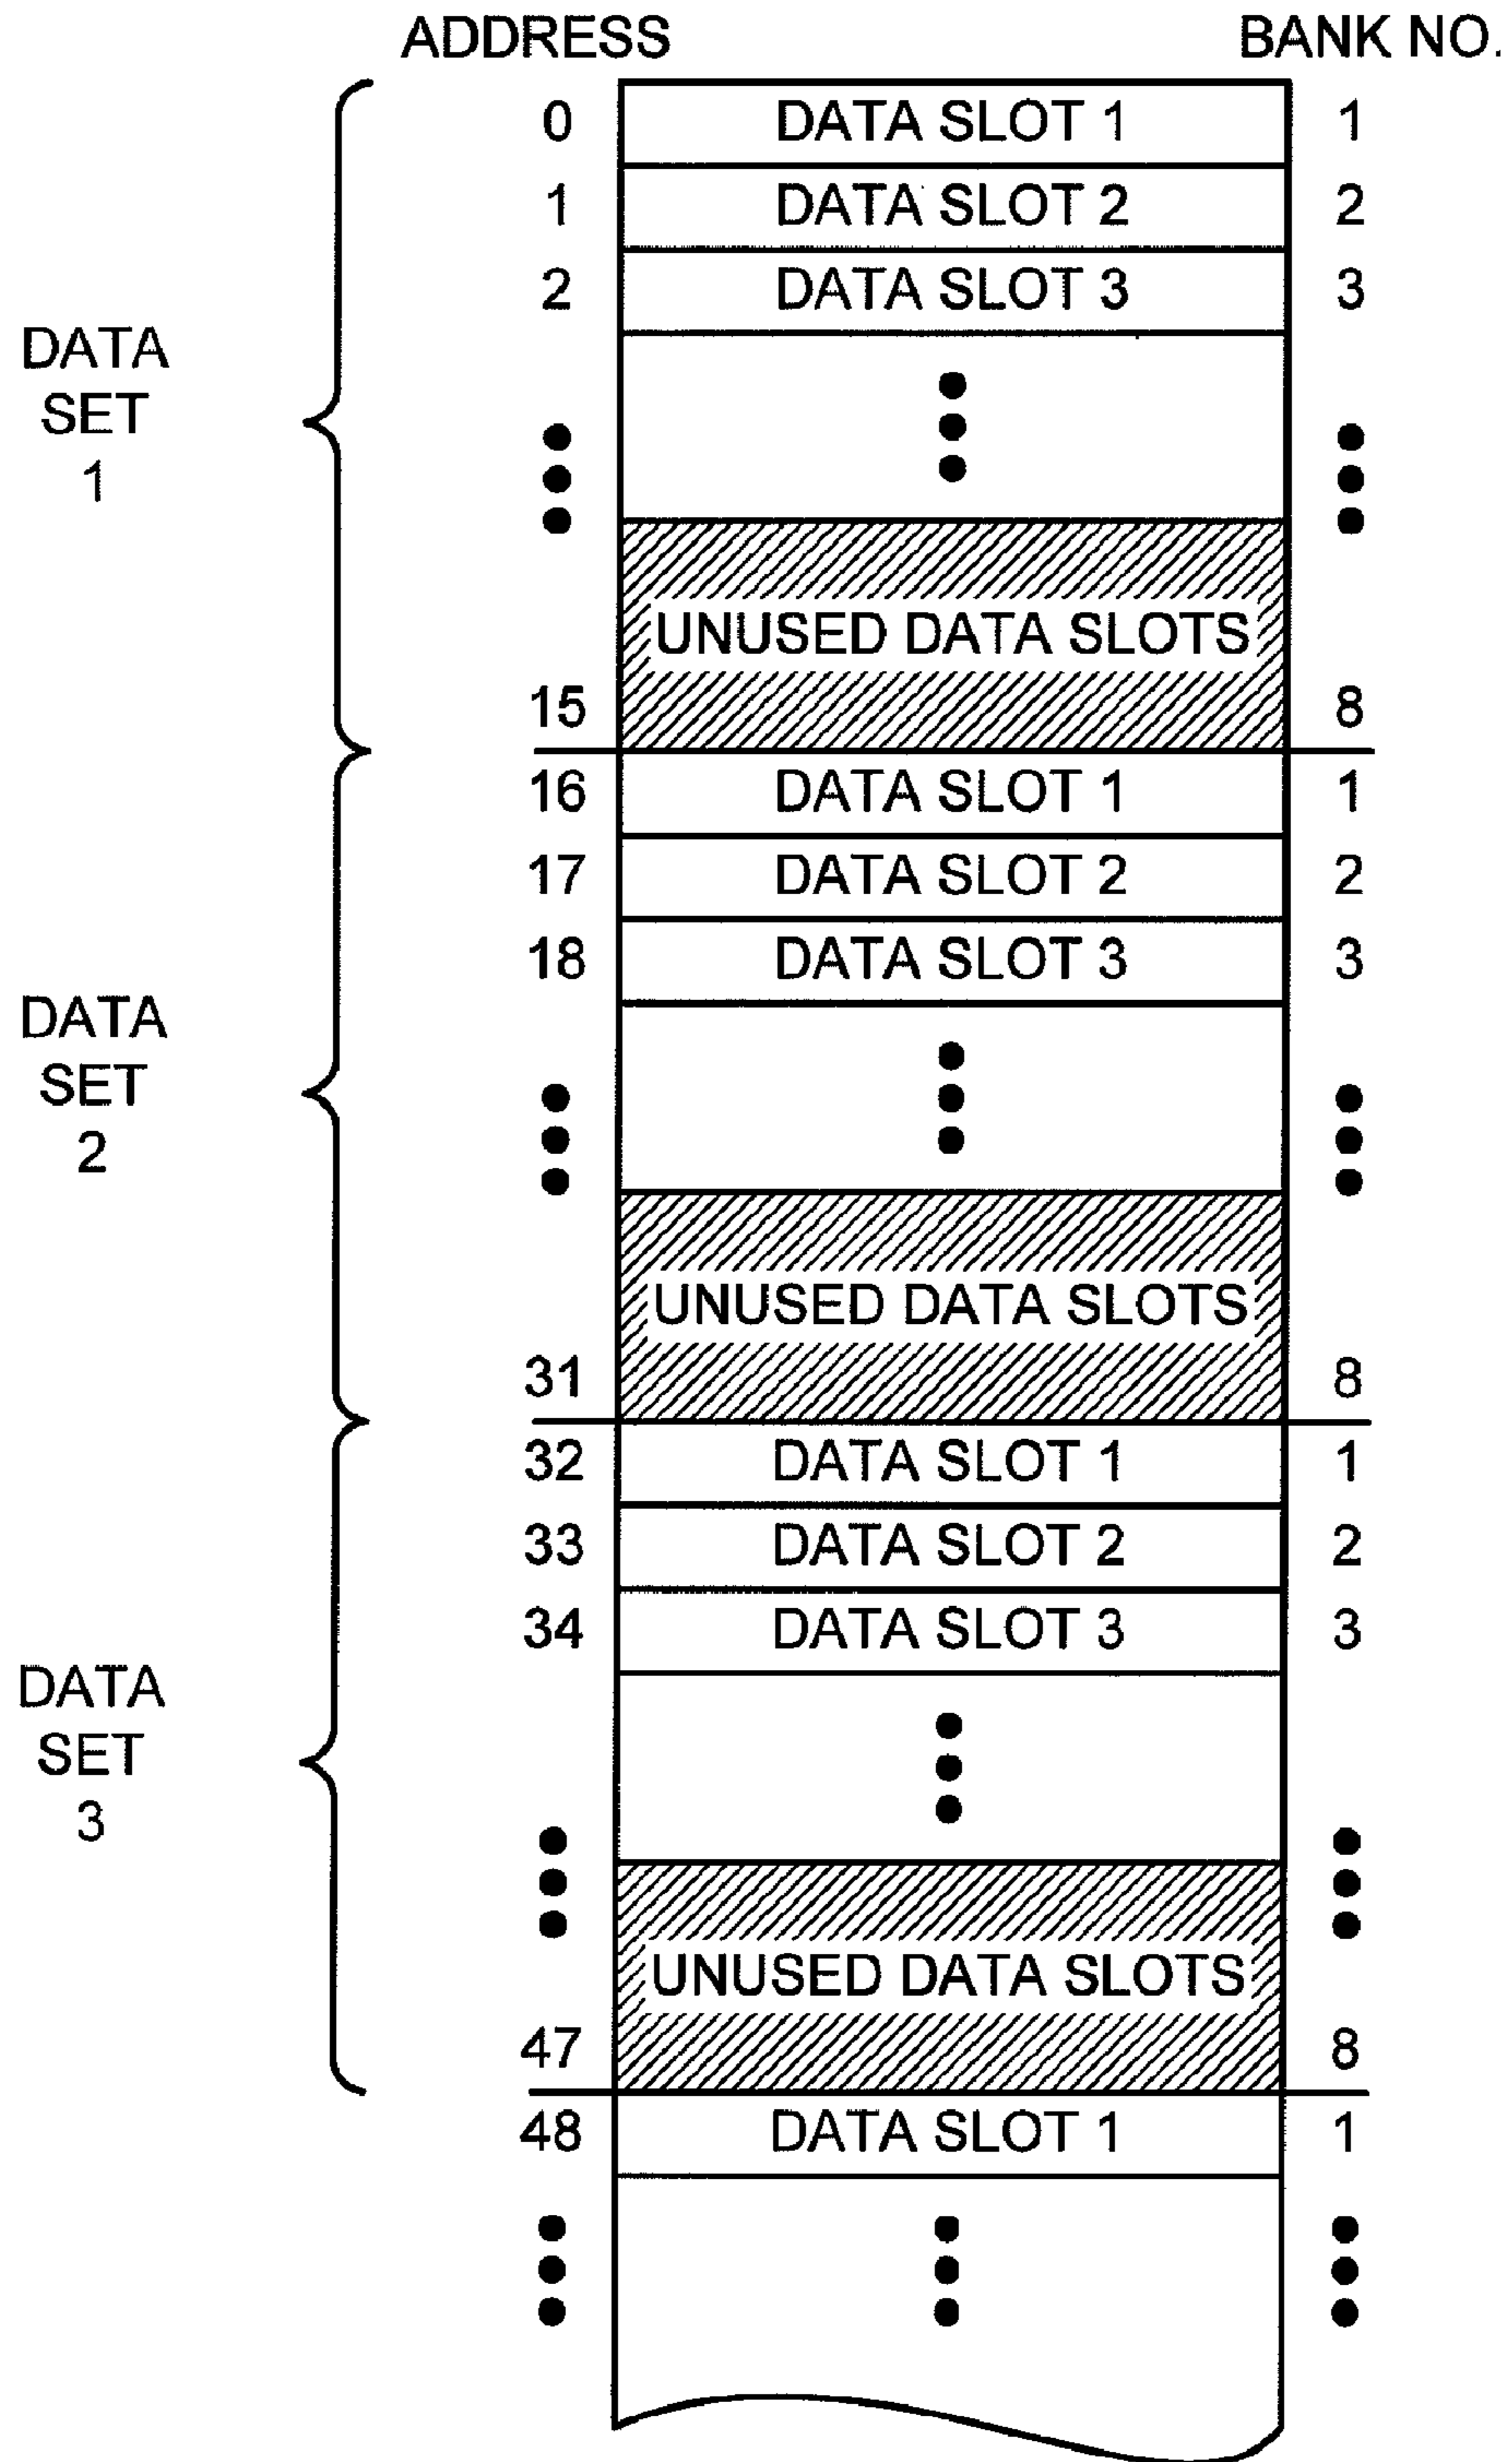 ADDRESS BANK NO.
0 DATA SLOT 1 1
1 DATA SLOT 2 2
2 DATA SLOT 3 3
DATA
SET
1
UNUSED DATA SLOTS
15 8
16 DATA SLOT 1 1
17 DATA SLOT 2 2
18 DATA SLOT 3 3
DATA
SET
2
UNUSED DATA SLOTS
31 8
32 DATA SLOT 1 1
33 DATA SLOT 2 2
34 DATA SLOT 3 3
DATA
SET
3
UNUSED DATA SLOTS
47 8
48 DATA SLOT 1 1